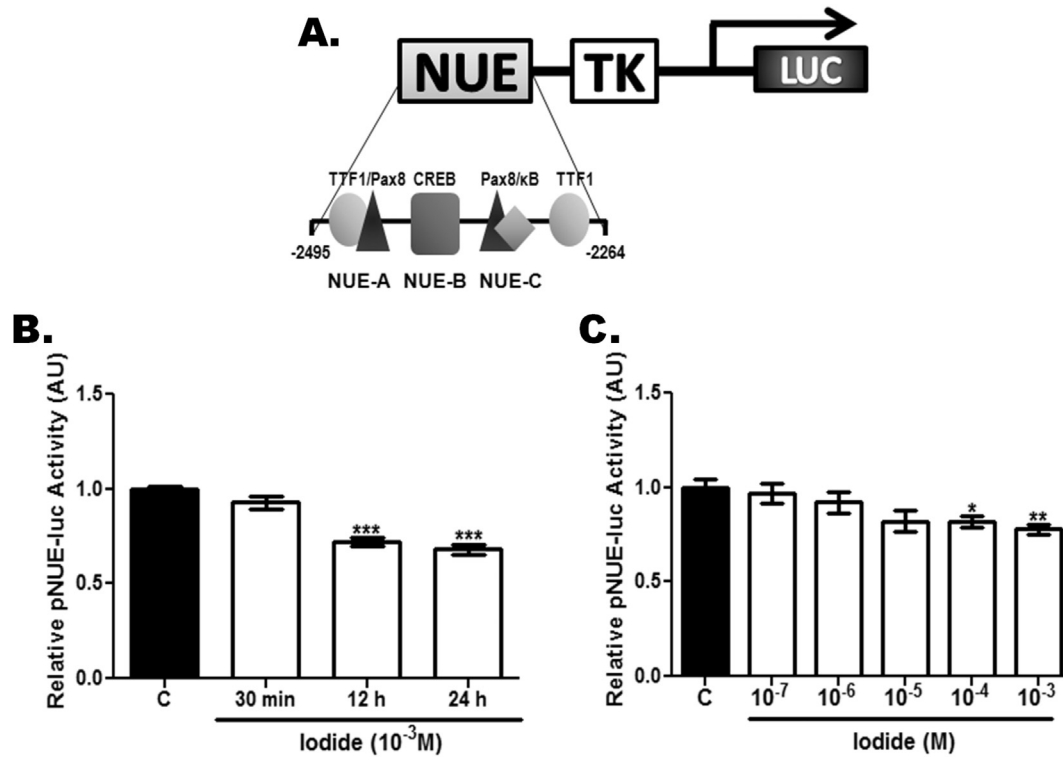 A.
NUE TK LUC
TTF1/Pax8 CREB Pax8/κB TTF1
-2495 -2264
NUE-A NUE-B NUE-C
B.
Relative pNUE-luc Activity (AU)
1.5
1.0
0.5
0.0
*** ***
C 30 min 12 h 24 h
Iodide (10⁻³M)
C.
Relative pNUE-luc Activity (AU)
1.5
1.0
0.5
0.0
* **
C 10⁻⁷ 10⁻⁶ 10⁻⁵ 10⁻⁴ 10⁻³
Iodide (M)